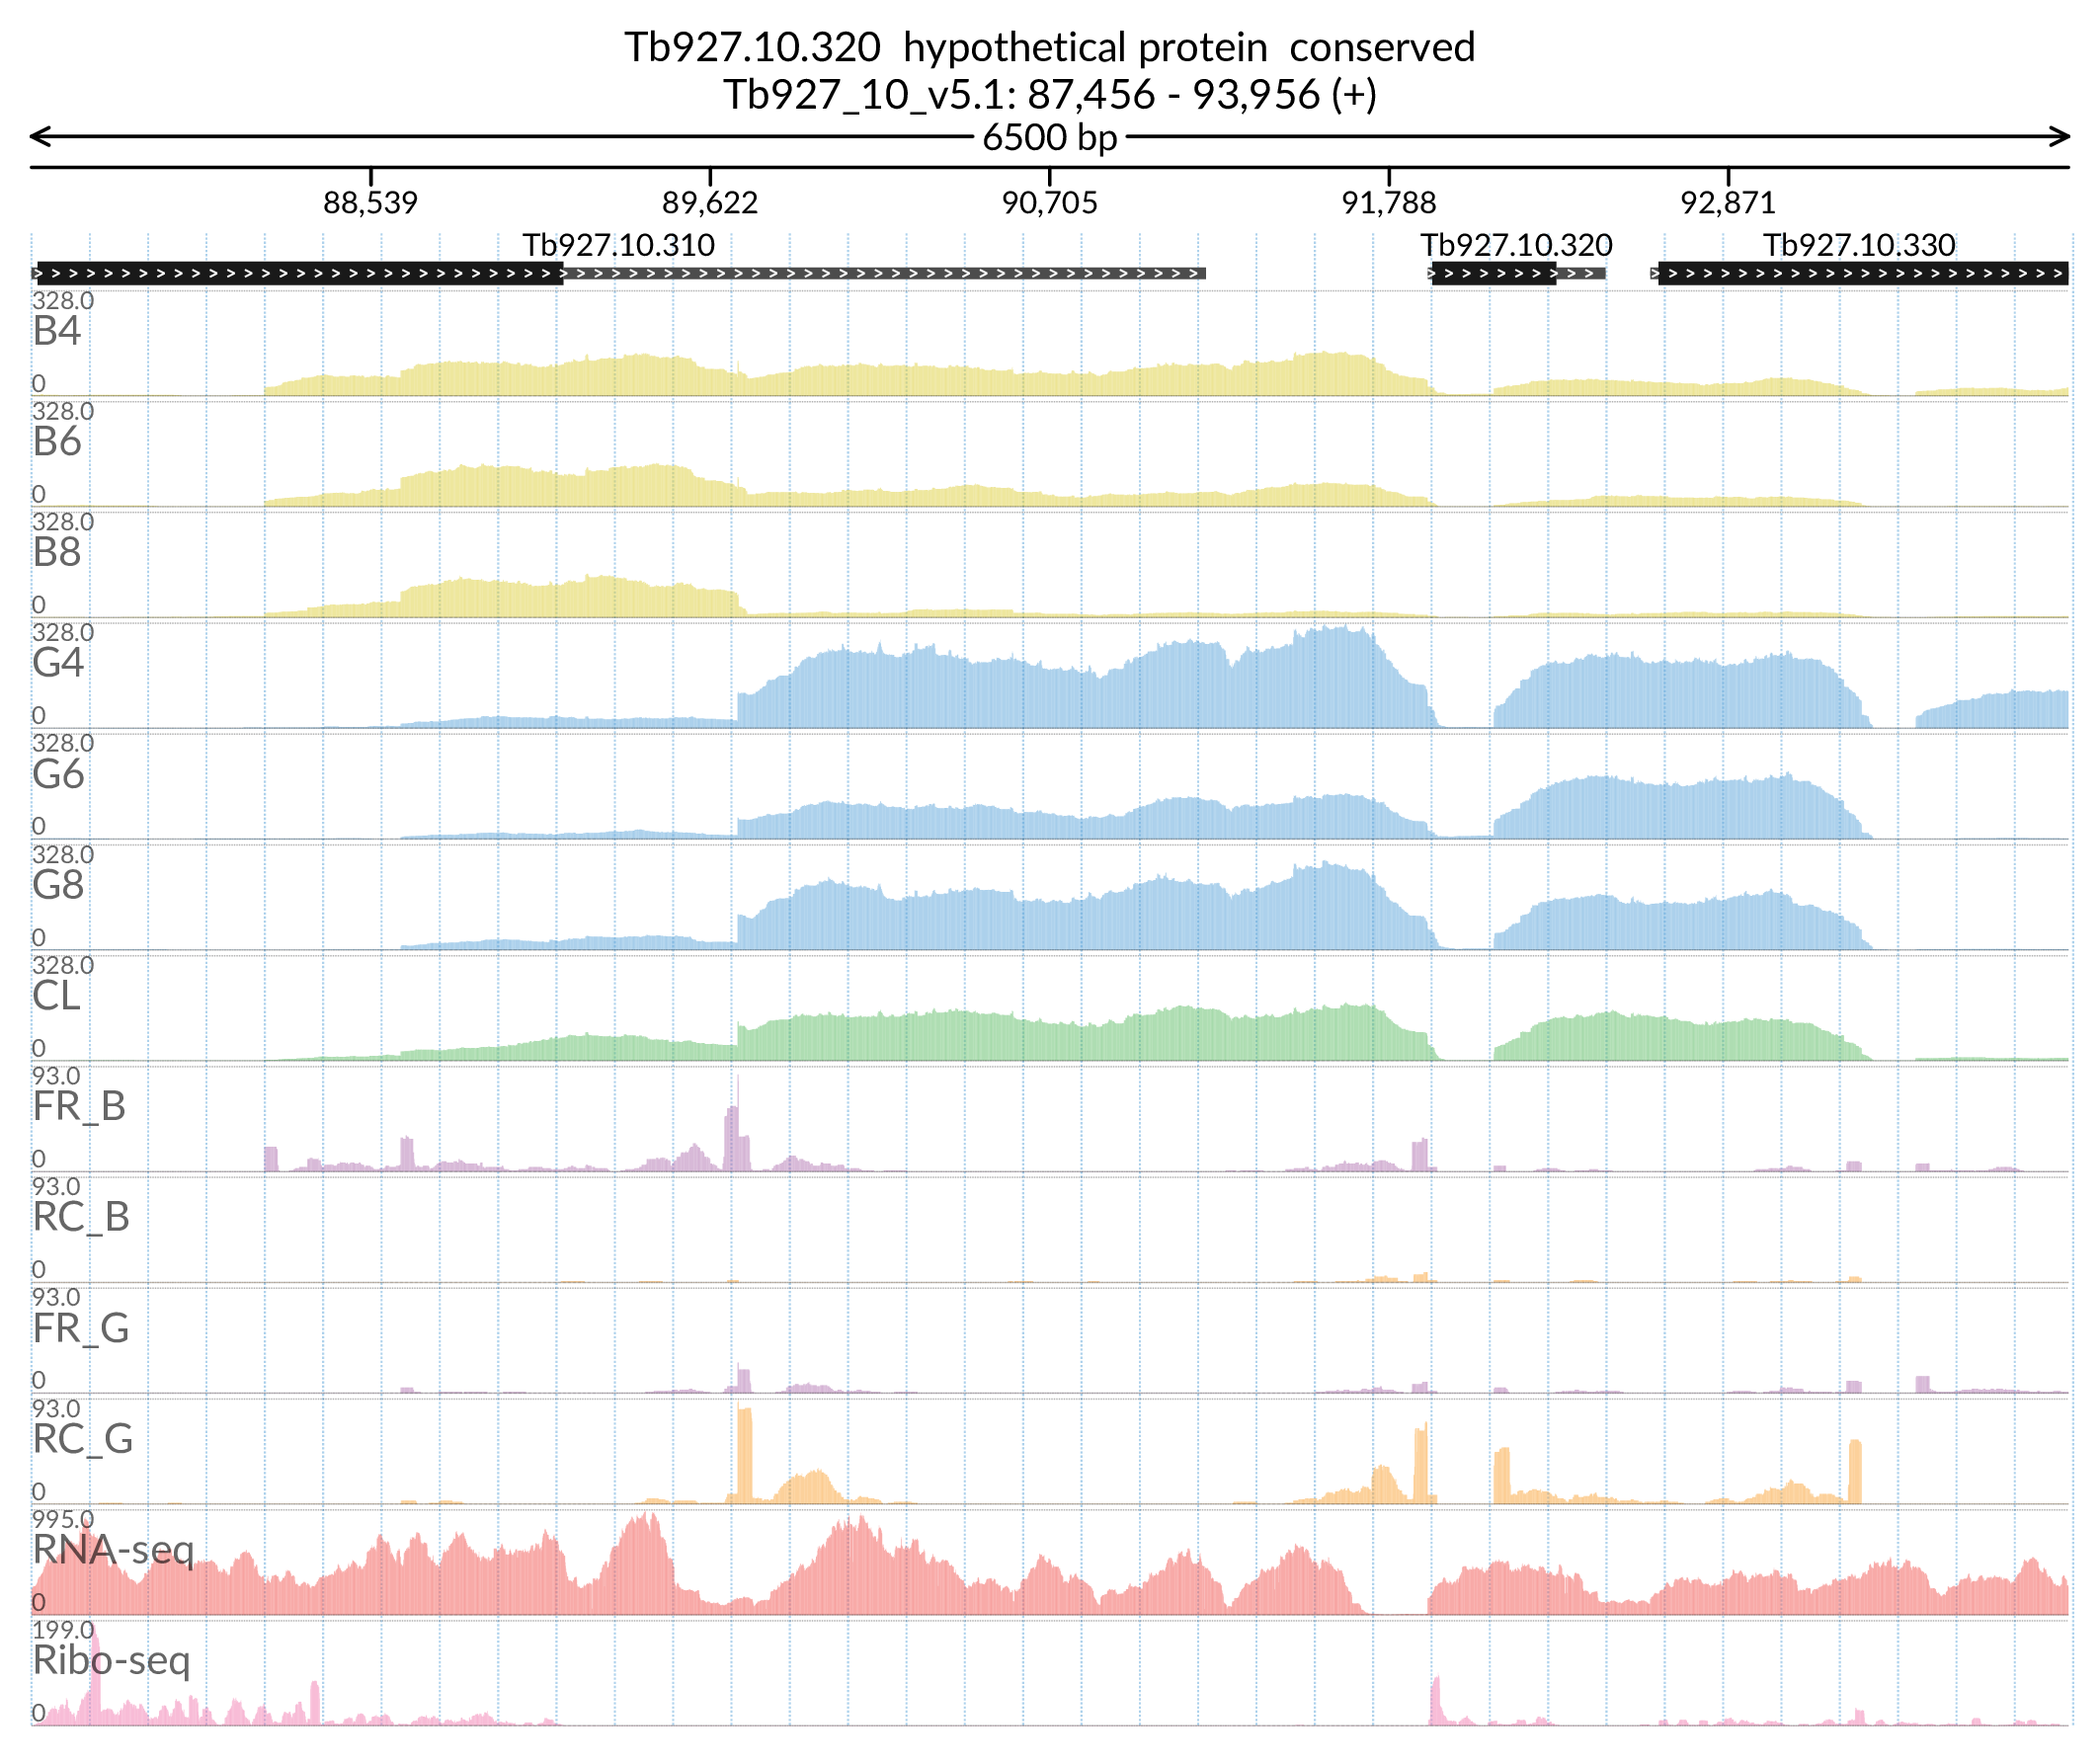 Tb927.10.320  hypothetical protein  conserved
Tb927_10_v5.1: 87,456 - 93,956 (+)
6500 bp
88,539 89,622 90,705 91,788 92,871
Tb927.10.310 Tb927.10.320 Tb927.10.330
328.0
B4
0
328.0
B6
0
328.0
B8
0
328.0
G4
0
328.0
G6
0
328.0
G8
0
328.0
CL
0
93.0
FR_B
0
93.0
RC_B
0
93.0
FR_G
0
93.0
RC_G
0
995.0
RNA-seq
0
199.0
Ribo-seq
0